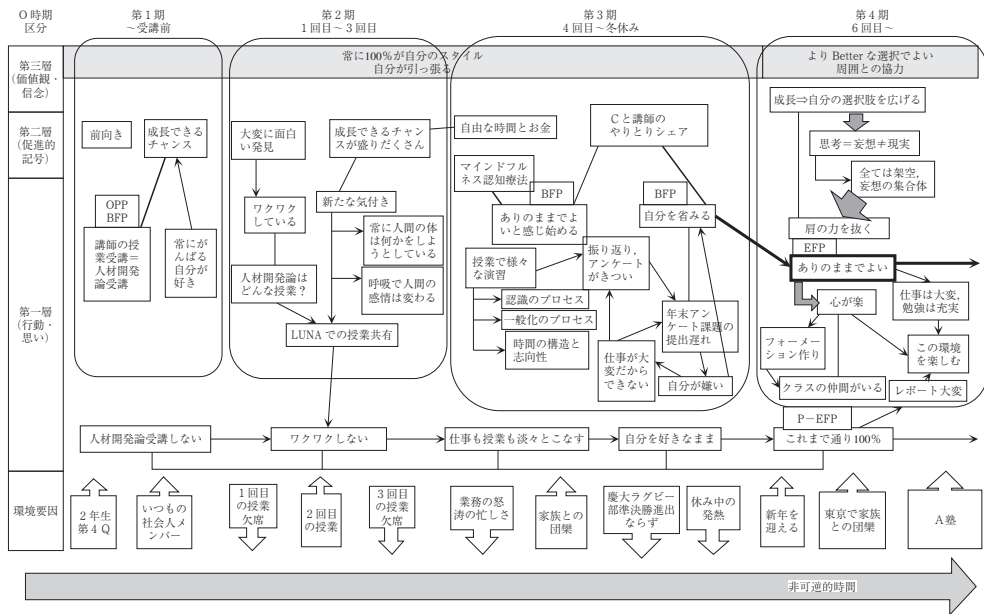 O時期
区分
第1期
～受講前
第2期
1回目～3回目
第3期
4回目～冬休み
第4期
6回目～
第三層
(価値観・
信念)
常に100％が自分のスタイル
自分が引っ張る
よりBetterな選択でよい
周囲との協力
第二層
(促進的
記号)
前向き
成長できる
チャンス
大変に面白
い発見
成長できるチャン
スが盛りだくさん
自由な時間とお金
Cと講師の
やりとりシェア
マインドフル
ネス認知療法
成長⇒自分の選択肢を広げる
思考＝妄想≠現実
全ては架空,
妄想の集合体
第一層
(行動・
思い)
OPP
BFP
講師の授
業受講＝
人材開発
論受講
常にが
んばる
自分が
好き
ワクワク
している
新たな気付き
常に人間の体
は何かをしよ
うとしている
人材開発論は
どんな授業？
呼吸で人間の
感情は変わる
LUNAでの授業共有
BFP
ありのままでよ
いと感じ始める
BFP
自分を省みる
授業で様々
な演習
振り返り,
アンケート
がきつい
認識のプロセス
一般化のプロセス
時間の構造と
志向性
年末アン
ケート課題の
提出遅れ
仕事が大
変だから
できない
自分が嫌い
肩の力を抜く
EFP
ありのままでよい
心が楽
仕事は大変,
勉強は充実
フォーメー
ション作り
この環境
を楽しむ
クラスの仲間がいる
レポート大変
P－EFP
人材開発論受講しない
ワクワクしない
仕事も授業も淡々とこなす
自分を好きなまま
これまで通り100％
環境要因
2年生
第4Q
いつもの
社会人メ
ンバー
1回目
の授業
欠席
2回目
の授業
3回目
の授業
欠席
業務の怒
涛の忙しさ
家族との
団欒
慶大ラグビー
部準決勝進出
ならず
休み中の
発熱
新年を
迎える
東京で家族
との団欒
A塾
非可逆的時間